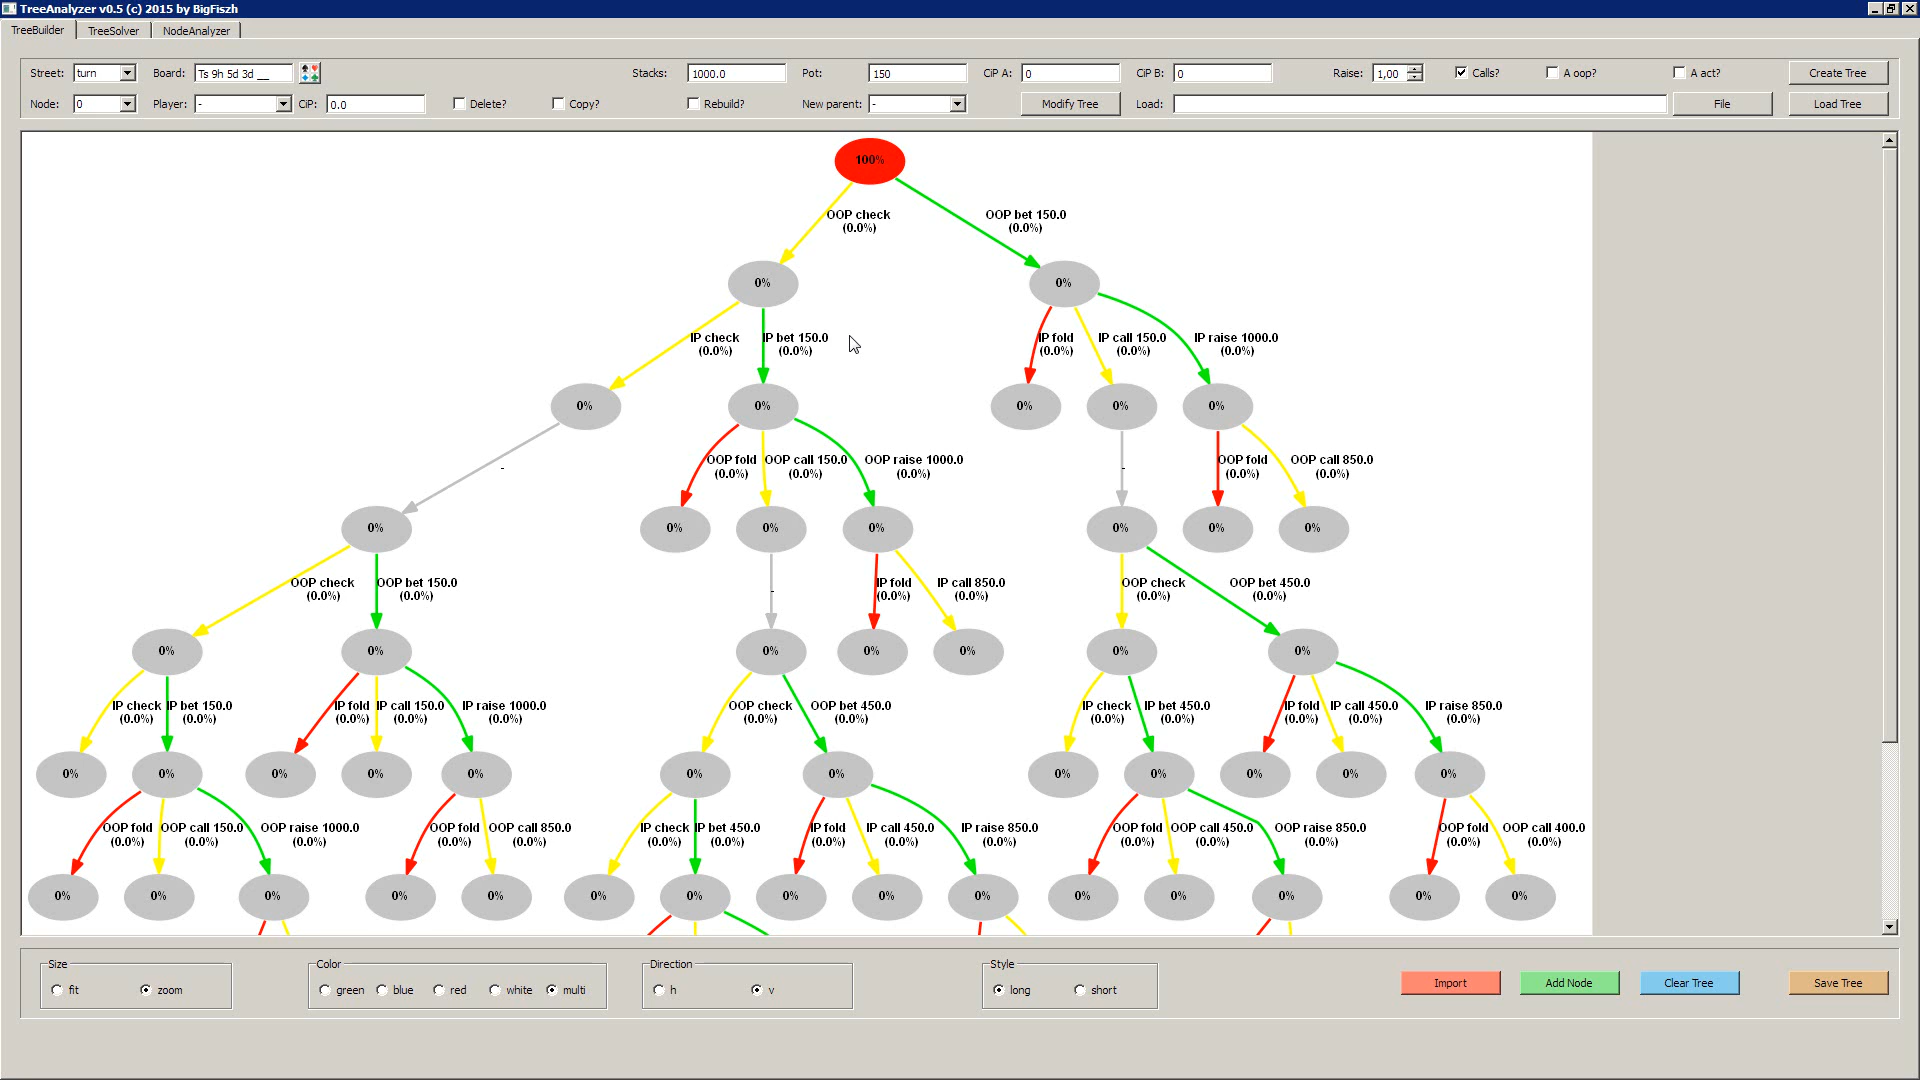 TreeAnalyzer v0.5 (c) 2015 by BigFiszh
TreeBuilder TreeSolver NodeAnalyzer
Street: turn Board: Ts 9h 5d 3d __ Stacks: 1000.0 Pot: 150 CiP A: 0 CiP B: 0 Raise: 1,00 Calls? A oop? A act? Create Tree
Node: 0 Player: - CiP: 0.0 Delete? Copy? Rebuild? New parent: - Modify Tree Load: File Load Tree
100%
OOP check OOP bet 150.0
(0.0%) (0.0%)
0% 0%
IP check IP bet 150.0 IP fold IP call 150.0 IP raise 1000.0
(0.0%) (0.0%) (0.0%) (0.0%) (0.0%)
0% 0% 0% 0% 0%
- OOP fold OOP call 150.0 OOP raise 1000.0 - OOP fold OOP call 850.0
(0.0%) (0.0%) (0.0%) (0.0%) (0.0%)
0% 0% 0% 0% 0% 0% 0%
OOP check OOP bet 150.0 - IP fold IP call 850.0 OOP check OOP bet 450.0
(0.0%) (0.0%) (0.0%) (0.0%) (0.0%) (0.0%)
0% 0% 0% 0% 0% 0% 0%
IP check IP bet 150.0 IP fold IP call 150.0 IP raise 1000.0 OOP check OOP bet 450.0 IP check IP bet 450.0 IP fold IP call 450.0 IP raise 850.0
(0.0%) (0.0%) (0.0%) (0.0%) (0.0%) (0.0%) (0.0%) (0.0%) (0.0%) (0.0%) (0.0%) (0.0%)
0% 0% 0% 0% 0% 0% 0% 0% 0% 0% 0% 0%
OOP fold OOP call 150.0 OOP raise 1000.0 OOP fold OOP call 850.0 IP check IP bet 450.0 IP fold IP call 450.0 IP raise 850.0 OOP fold OOP call 450.0 OOP raise 850.0 OOP fold OOP call 400.0
(0.0%) (0.0%) (0.0%) (0.0%) (0.0%) (0.0%) (0.0%) (0.0%) (0.0%) (0.0%) (0.0%) (0.0%) (0.0%) (0.0%) (0.0%)
0% 0% 0% 0% 0% 0% 0% 0% 0% 0% 0% 0% 0% 0% 0%
Size Color Direction Style
fit zoom green blue red white multi h v long short Import Add Node Clear Tree Save Tree